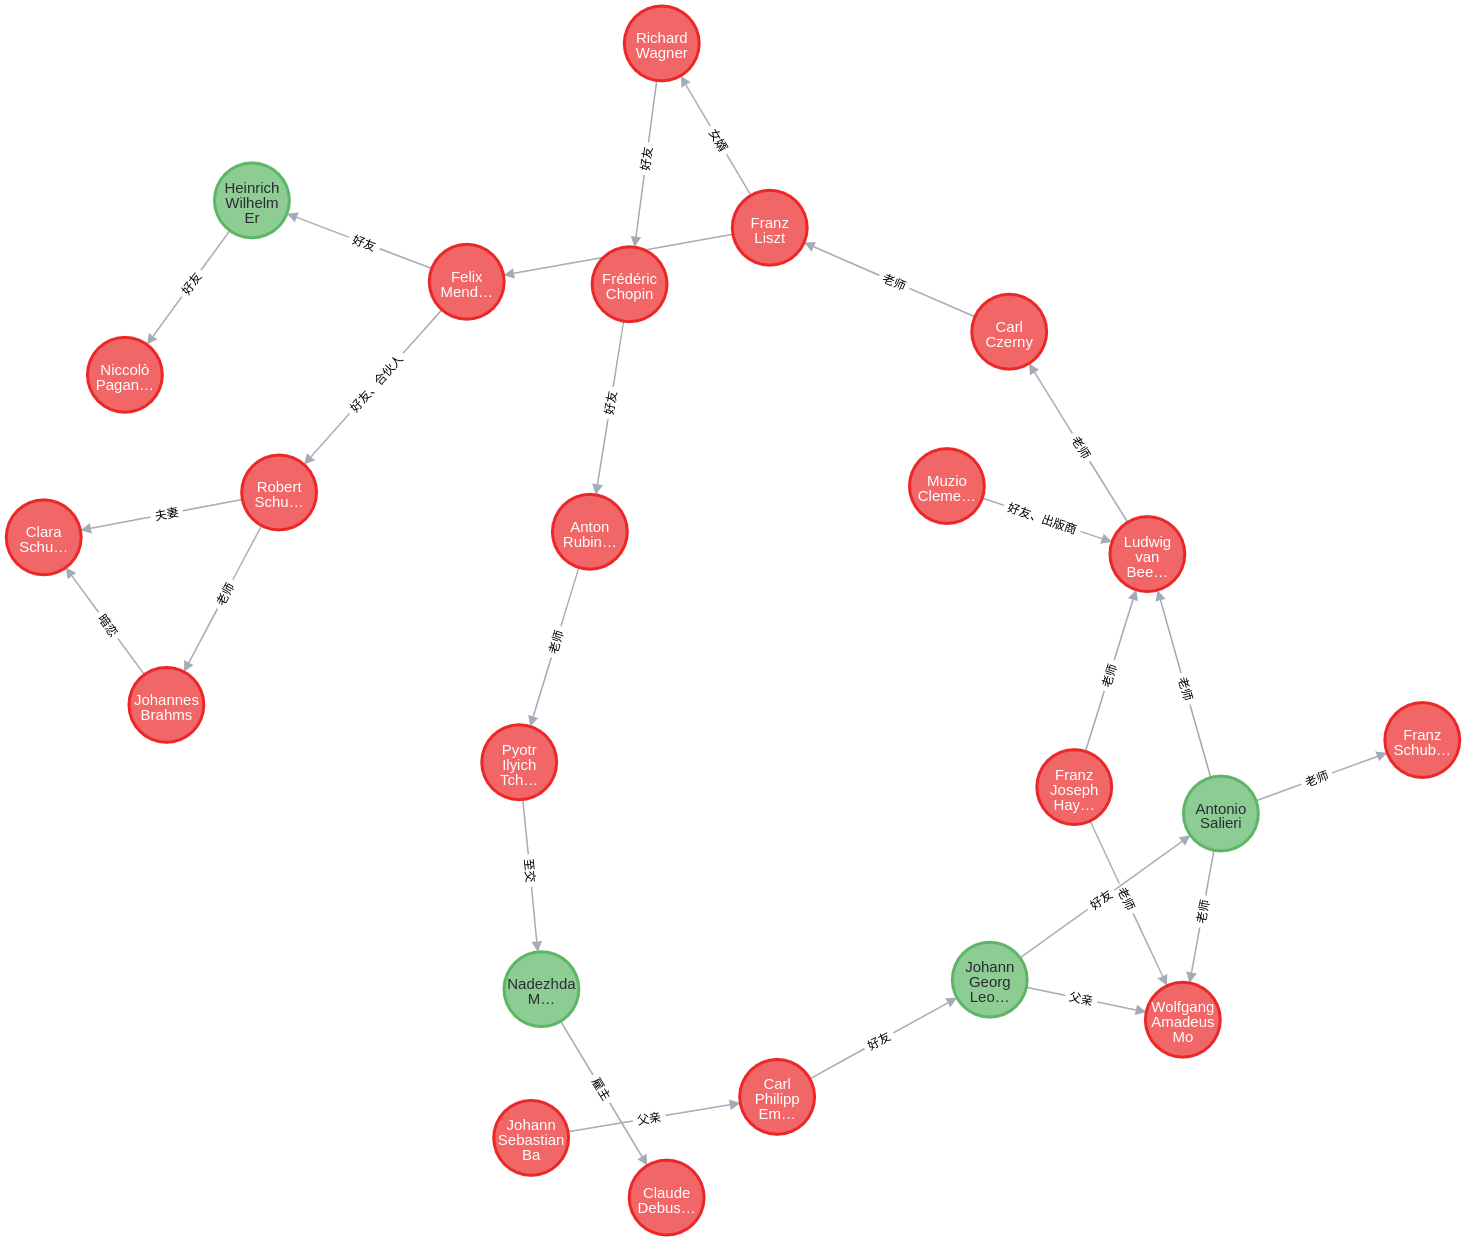 Richard
Wagner
女婿
好友
Heinrich
Wilhelm
Er
Franz
Liszt
好友
Felix
Mend…
Frédéric
Chopin
好友
老师
Carl
Czerny
Niccolò
Pagan…
好友、合伙人
好友
老师
Muzio
Cleme…
Robert
Schu…
好友、出版商
夫妻
Clara
Schu…
Anton
Rubin…
Ludwig
van
Bee…
老师
暗恋
老师
老师
老师
Johannes
Brahms
Franz
Schub…
Pyotr
Ilyich
Tch…
老师
Franz
Joseph
Hay…
Antonio
Salieri
至交
好友
老师
老师
Nadezhda
M…
Johann
Georg
Leo…
父亲
Wolfgang
Amadeus
Mo
好友
雇主
Carl
Philipp
Em…
父亲
Johann
Sebastian
Ba
Claude
Debus…